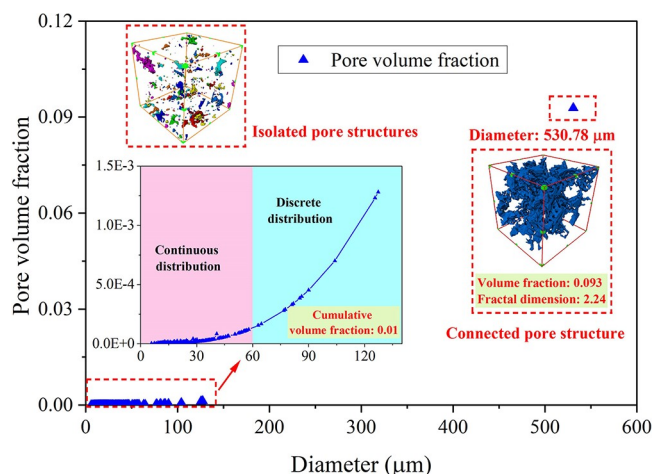 0.12
0.09
0.06
0.03
0.00
Pore volume fraction
Pore volume fraction
Isolated pore structures
Diameter: 530.78 μm
Volume fraction: 0.093
Fractal dimension: 2.24
Connected pore structure
1.5E-3
1.0E-3
5.0E-4
0.0E+0
Continuous
distribution
Discrete
distribution
Cumulative
volume fraction: 0.01
0 30 60 90 120
0 100 200 300 400 500 600
Diameter (μm)